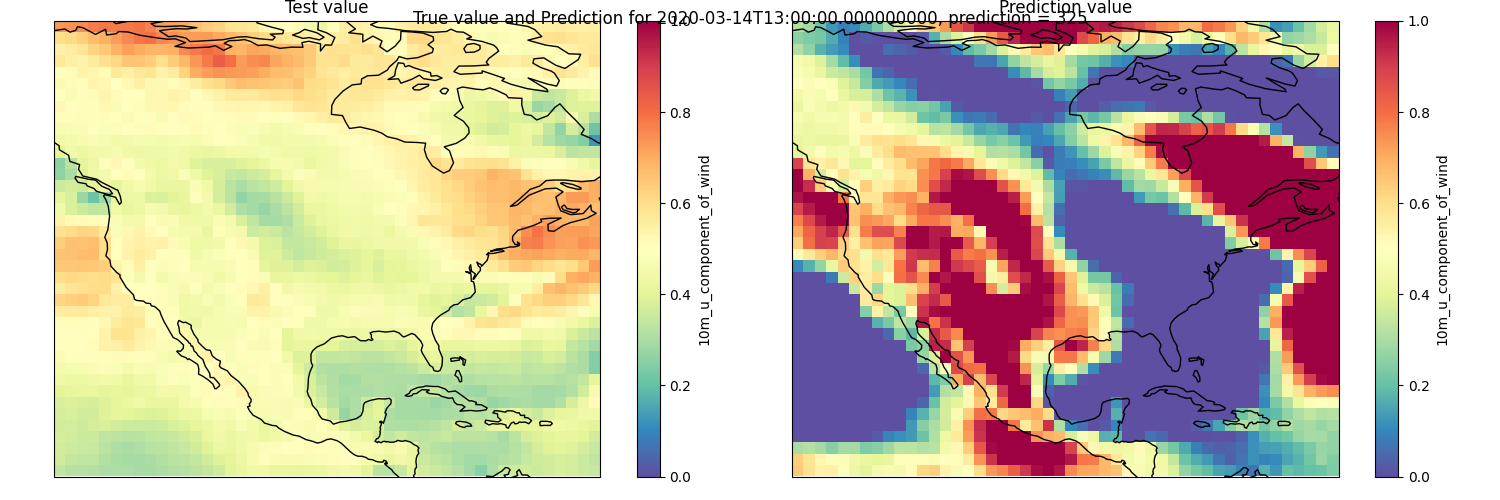 Test value
Prediction value
True value and Prediction for 2020-03-14T13:00:00.000000000, prediction = 325
1.0
0.8
0.6
0.4
0.2
0.0
10m_u_component_of_wind
1.0
0.8
0.6
0.4
0.2
0.0
10m_u_component_of_wind